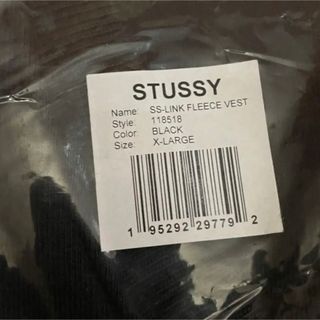 STUSSY
Name: SS-LINK FLEECE VEST
Style: 118518
Color: BLACK
Size: X-LARGE
1 95292 29779 2